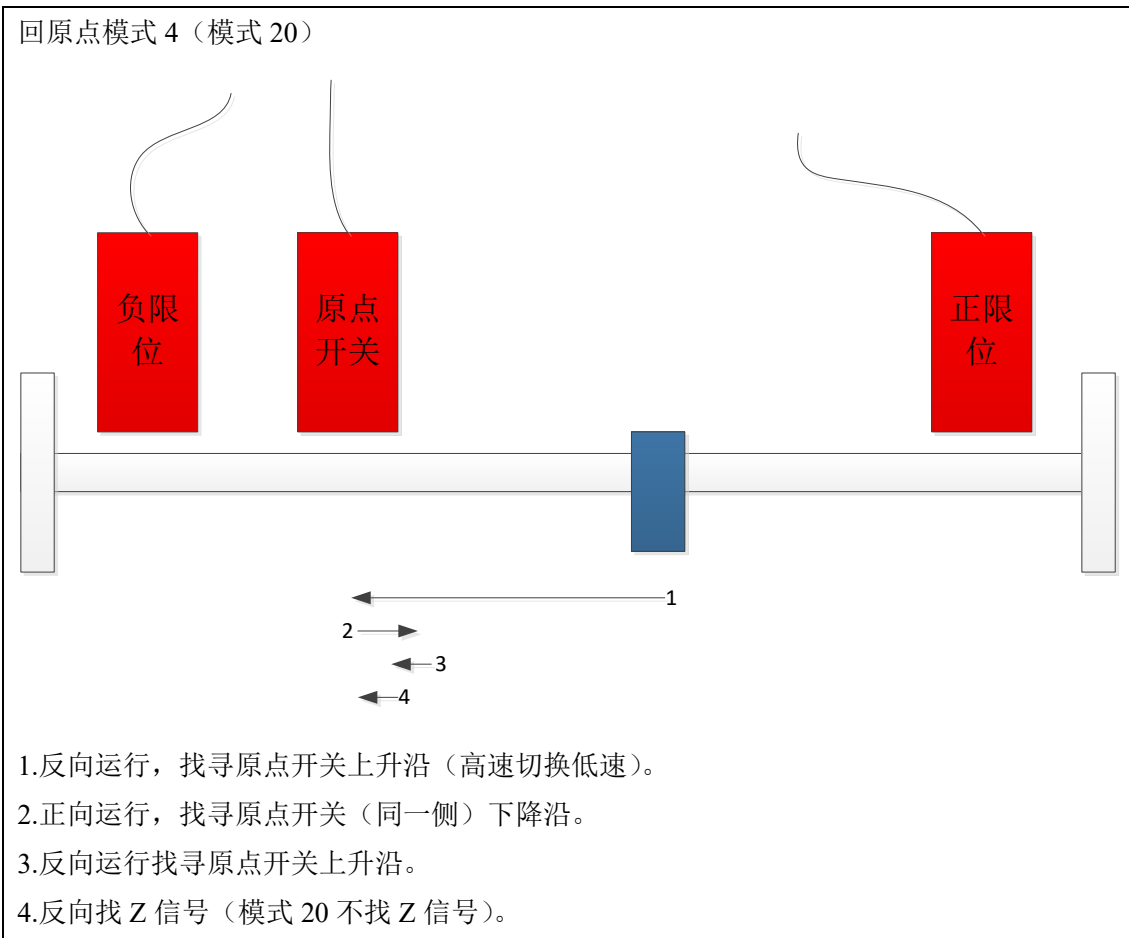 回原点模式 4（模式 20）
负限
位
原点
开关
正限
位
1
2
3
4
1.反向运行，找寻原点开关上升沿（高速切换低速）。
2.正向运行，找寻原点开关（同一侧）下降沿。
3.反向运行找寻原点开关上升沿。
4.反向找 Z 信号（模式 20 不找 Z 信号）。